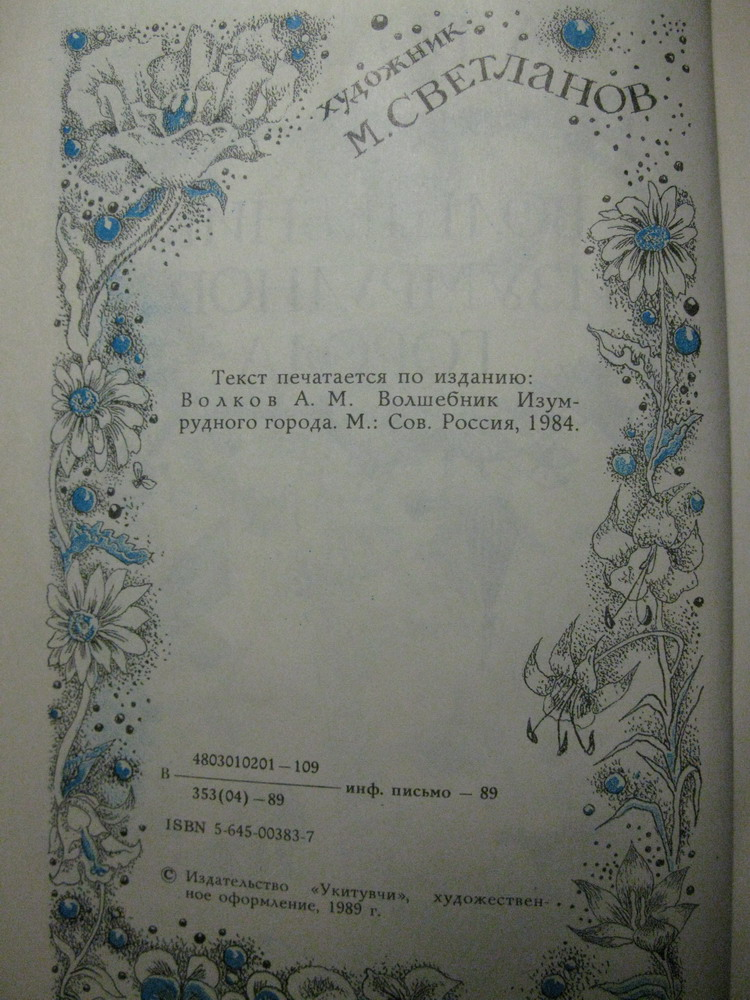 художник
М. СВЕТЛАНОВ
Текст печатается по изданию:
Волков А. М. Волшебник Изум-
рудного города. М.: Сов. Россия, 1984.
4803010201—109
В
инф. письмо — 89
353(04)—89
ISBN 5-645-00383-7
© Издательство «Укитувчи», художествен-
ное оформление, 1989 г.